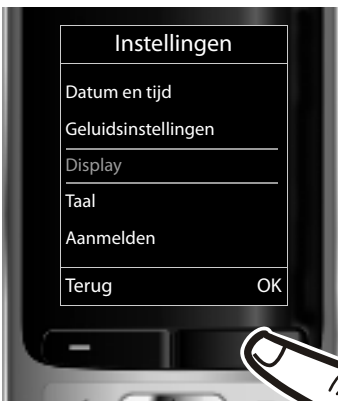 Instellingen
Datum en tijd
Geluidsinstellingen
Display
Taal
Aanmelden
Terug OK